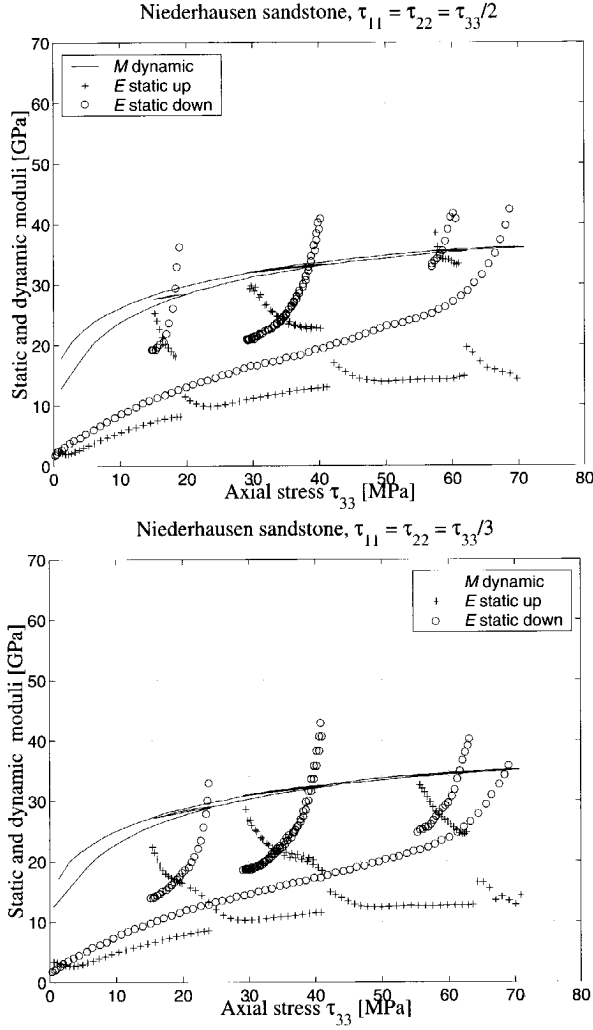 Niederhausen sandstone, τ11 = τ22 = τ33/2
Static and dynamic moduli [GPa]
70
60
50
40
30
20
10
0
M dynamic
+ E static up
o E static down
0 10 20 30 40 50 60 70 80
Axial stress τ33 [MPa]
Niederhausen sandstone, τ11 = τ22 = τ33/3
Static and dynamic moduli [GPa]
70
60
50
40
30
20
10
0
M dynamic
+ E static up
o E static down
0 10 20 30 40 50 60 70 80
Axial stress τ33 [MPa]